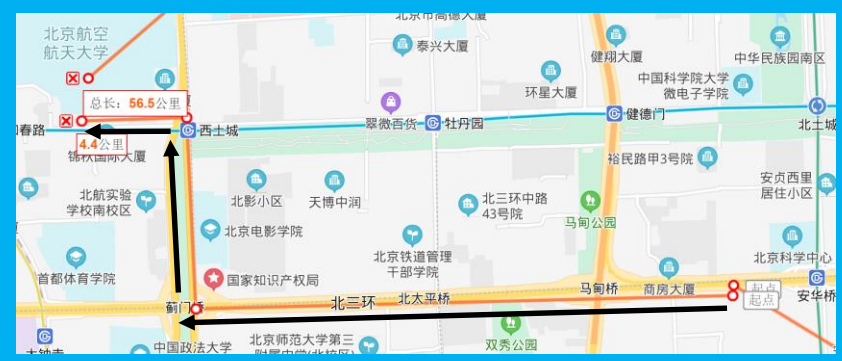 北京市高德大厦
北京航空
航天大学
泰兴大厦
健翔大厦
中华民族园南区
环星大厦
中国科学院大学
微电子学院
总长：56.5公里
春路
西土城
翠微百货
牡丹园
健德门
北土城
4.4公里
锦秋国际大厦
裕民路甲3号院
北航实验
学校南校区
北影小区
天博中润
北三环中路
43号院
安贞西里
居住小区
马甸公园
北京电影学院
北京铁道管理
干部学院
北京科学中心
首都体育学院
国家知识产权局
马甸桥
商房大厦
起点
起点
安华桥
蓟门桥
北三环
北太平桥
大钟寺
中国政法大学
北京师范大学第三
附属中学(北校区)
双秀公园